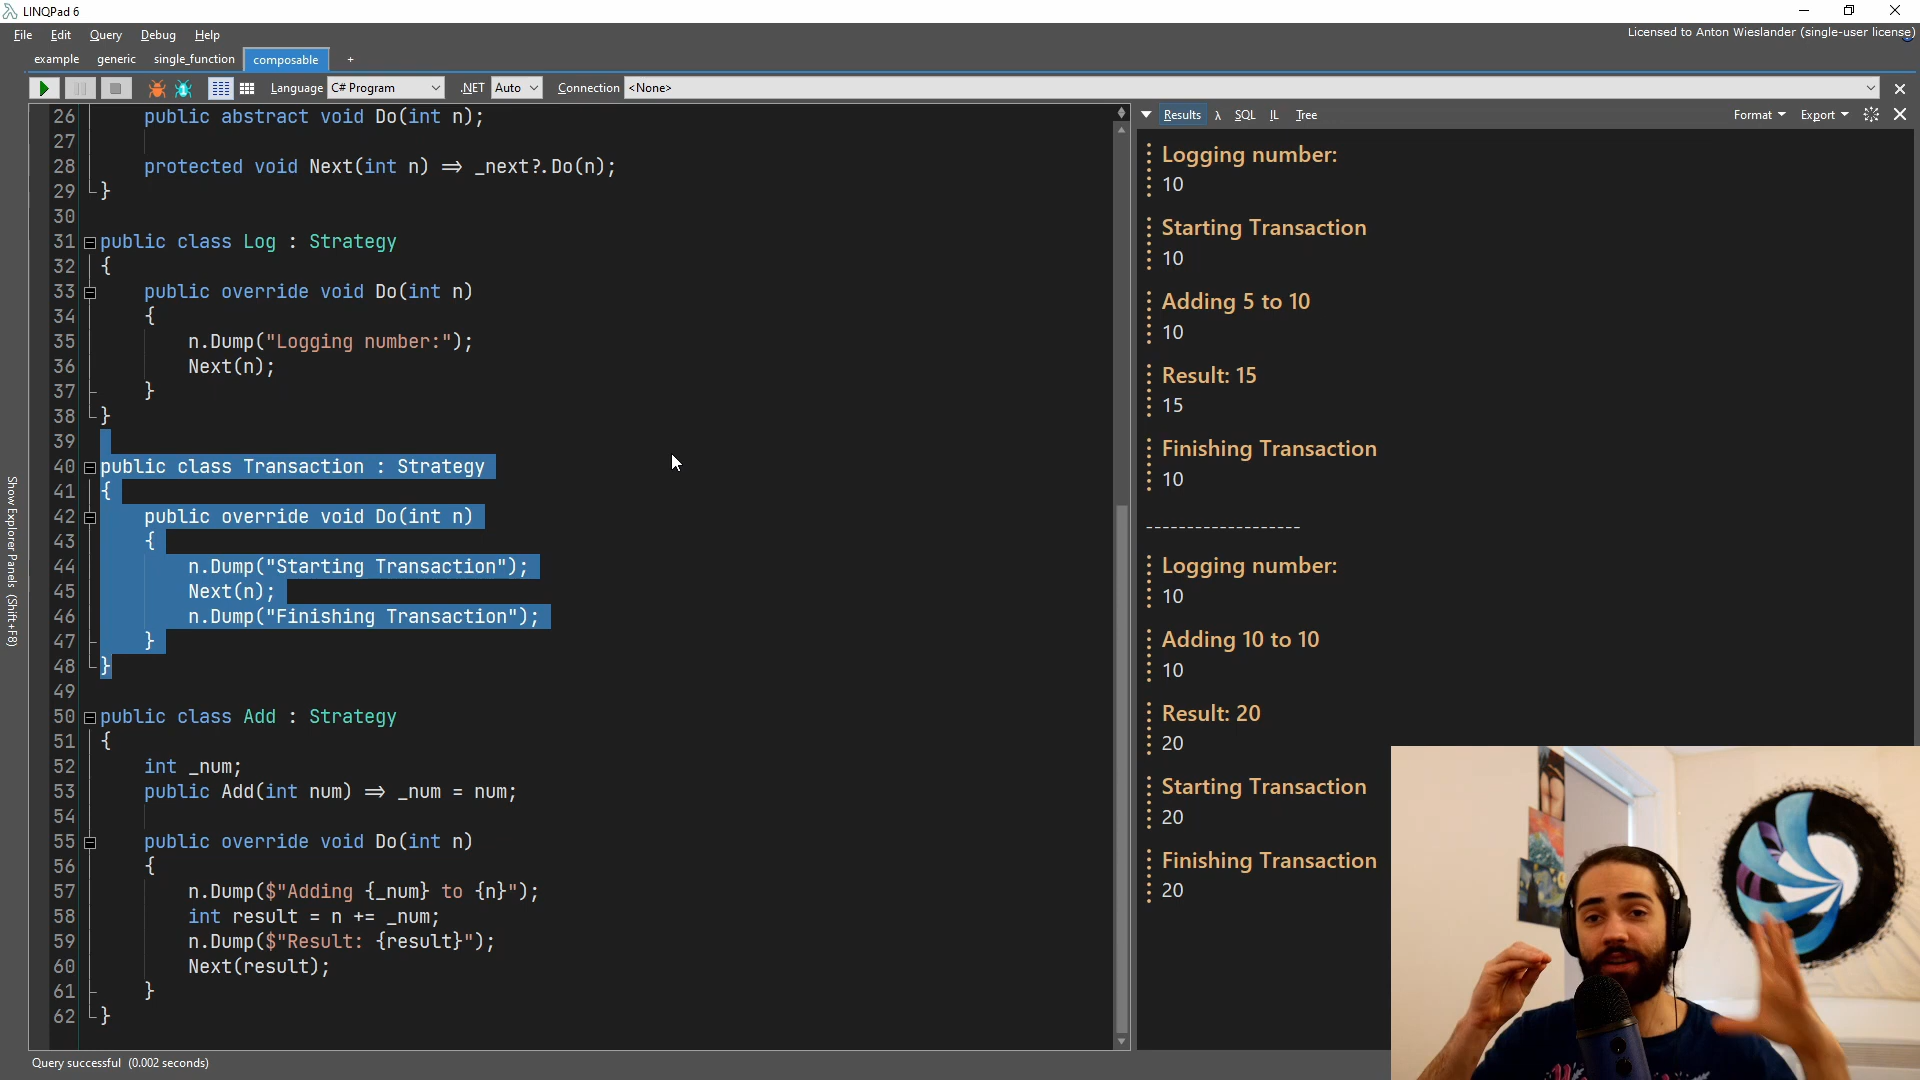 LINQPad 6
File Edit Query Debug Help
Licensed to Anton Wieslander (single-user license)
example generic single_function composable +
Language C# Program .NET Auto Connection <None>
Show Explorer Panels (Shift+F8)
26 public abstract void Do(int n);
27
28 protected void Next(int n) => _next?.Do(n);
29 }
30
31 public class Log : Strategy
32 {
33 public override void Do(int n)
34 {
35 n.Dump("Logging number:");
36 Next(n);
37 }
38 }
39
40 public class Transaction : Strategy
41 {
42 public override void Do(int n)
43 {
44 n.Dump("Starting Transaction");
45 Next(n);
46 n.Dump("Finishing Transaction");
47 }
48 }
49
50 public class Add : Strategy
51 {
52 int _num;
53 public Add(int num) => _num = num;
54
55 public override void Do(int n)
56 {
57 n.Dump($"Adding {_num} to {n}");
58 int result = n += _num;
59 n.Dump($"Result: {result}");
60 Next(result);
61 }
62 }
Results λ SQL IL Tree Format Export
Logging number:
10
Starting Transaction
10
Adding 5 to 10
10
Result: 15
15
Finishing Transaction
10
-------------------
Logging number:
10
Adding 10 to 10
10
Result: 20
20
Starting Transaction
20
Finishing Transaction
20
Query successful (0.002 seconds)